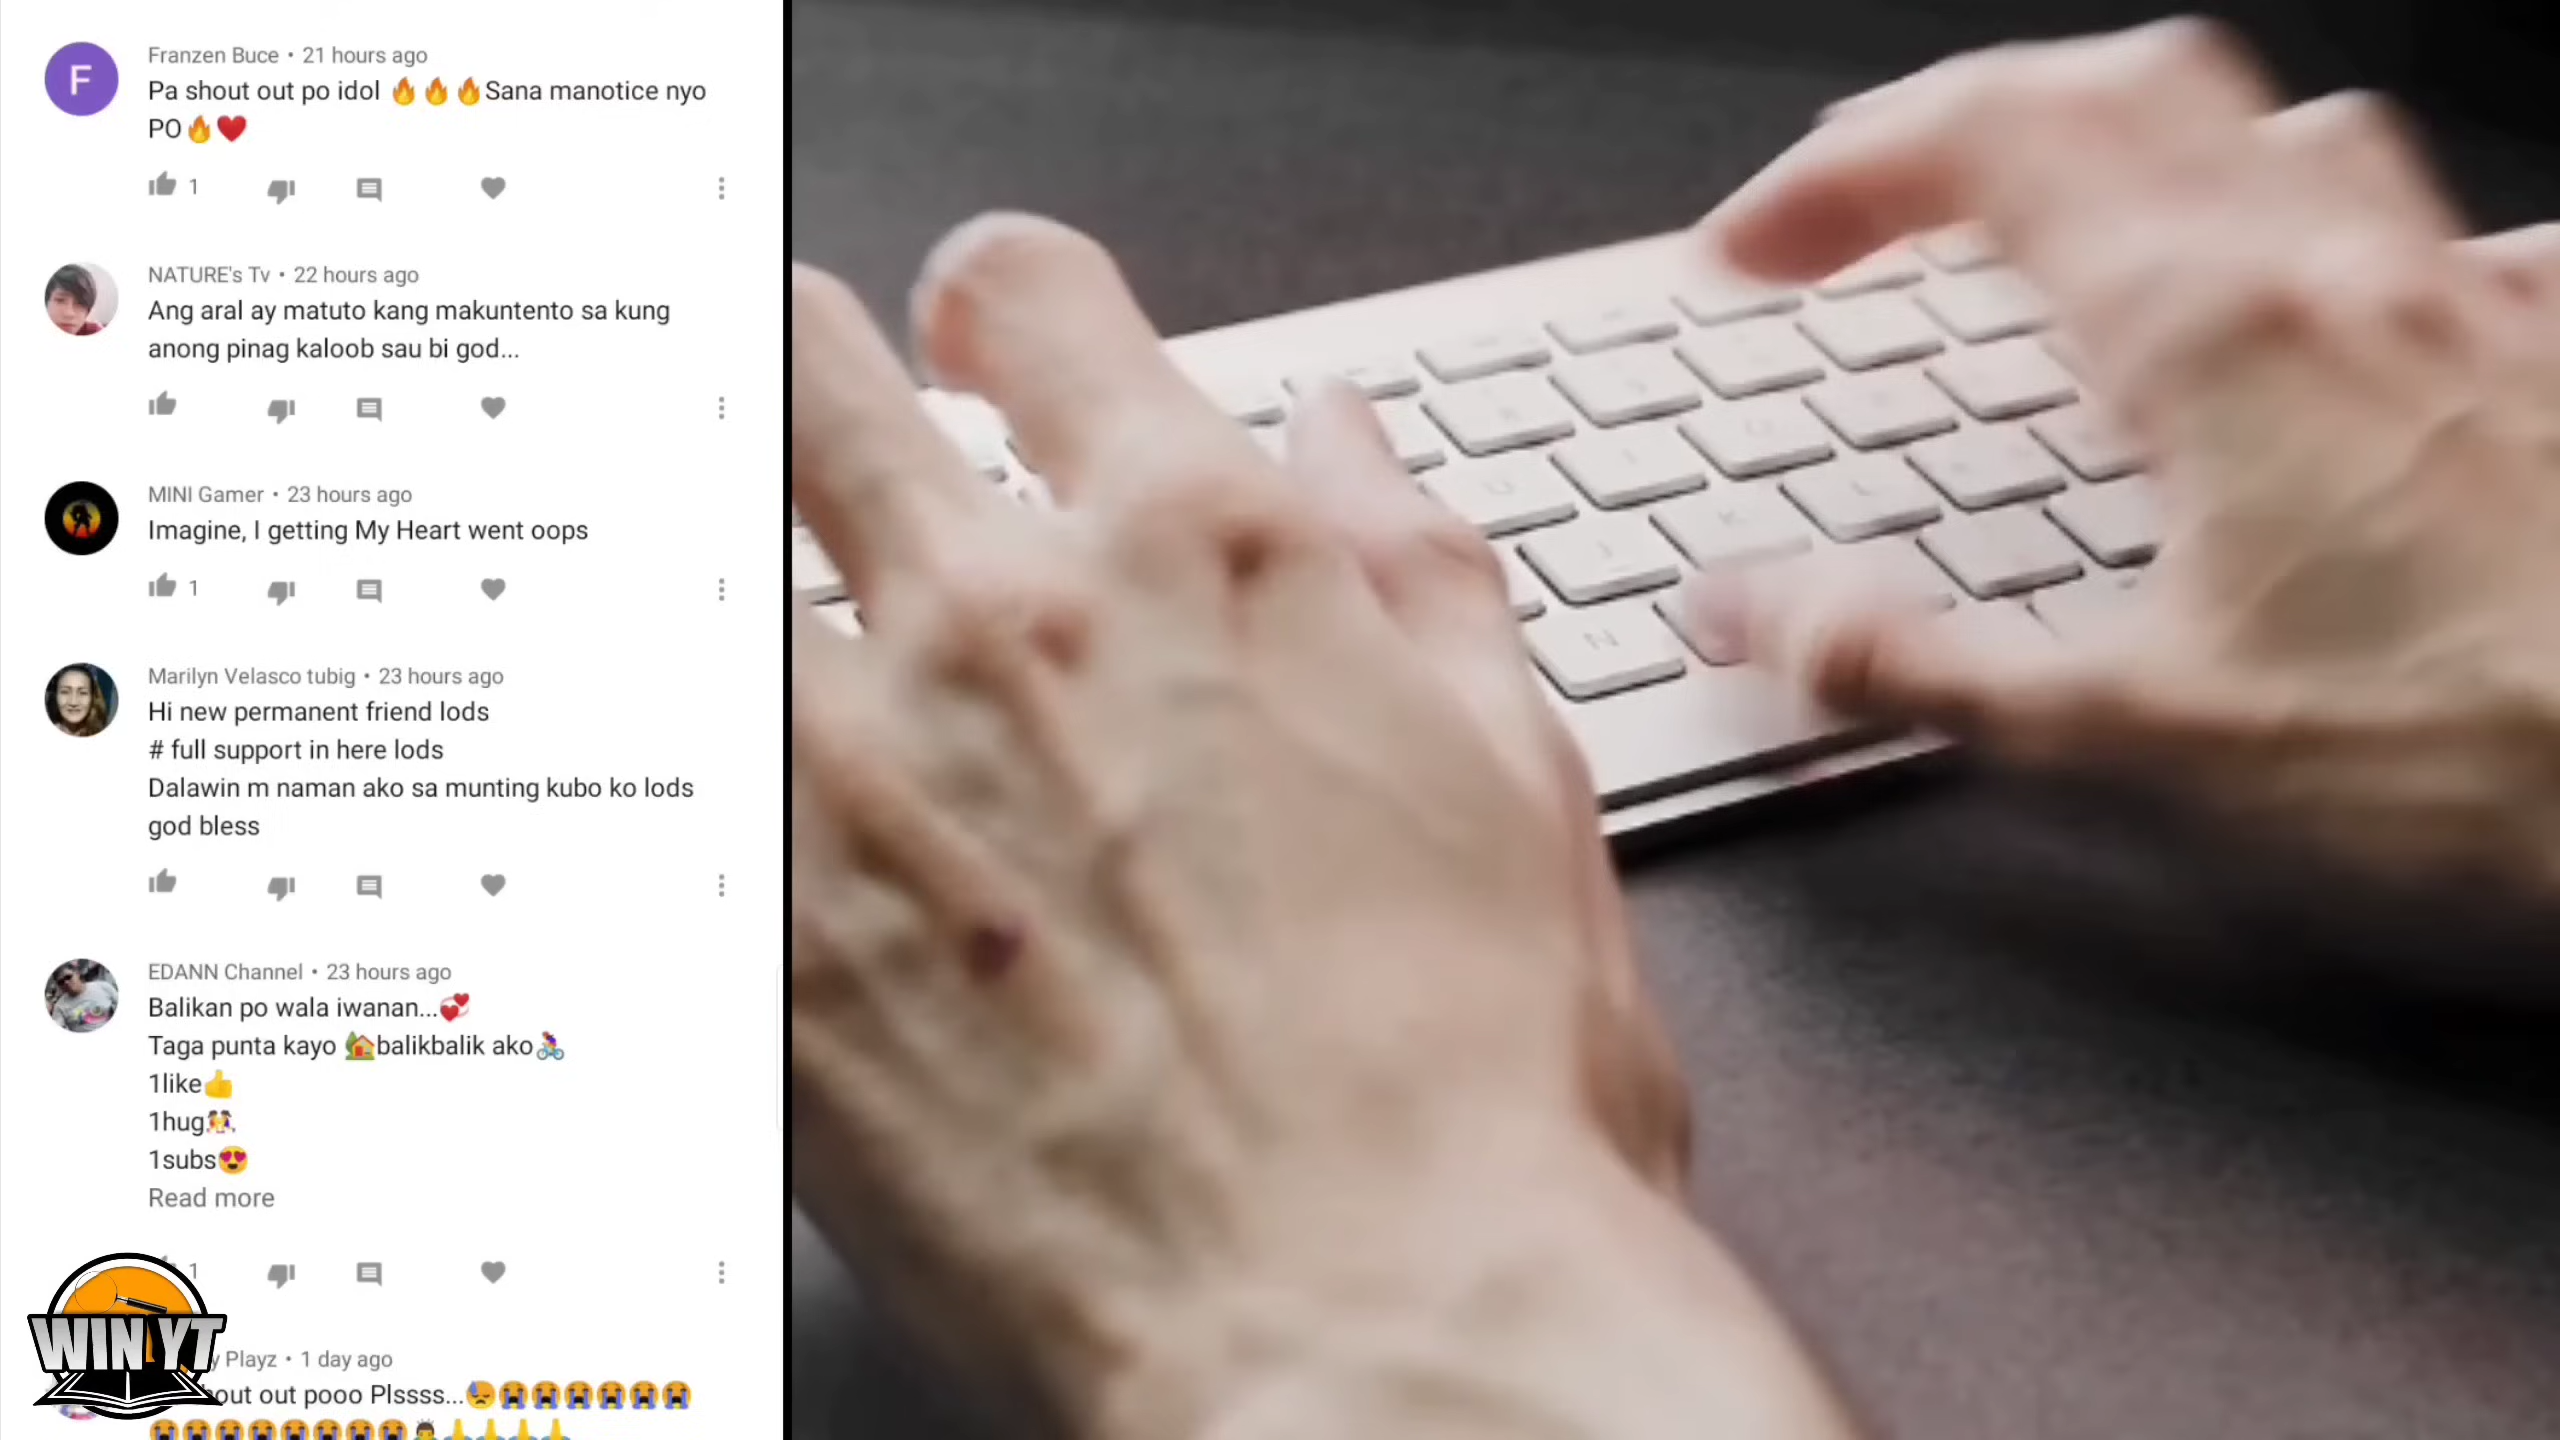 Franzen Buce • 21 hours ago
Pa shout out po idol 🔥🔥🔥Sana manotice nyo
PO🔥❤️
1
NATURE's Tv • 22 hours ago
Ang aral ay matuto kang makuntento sa kung
anong pinag kaloob sau bi god...
MINI Gamer • 23 hours ago
Imagine, I getting My Heart went oops
1
Marilyn Velasco tubig • 23 hours ago
Hi new permanent friend lods
# full support in here lods
Dalawin m naman ako sa munting kubo ko lods
god bless
EDANN Channel • 23 hours ago
Balikan po wala iwanan...💞
Taga punta kayo 🏡balikbalik ako🚴‍♀️
1like👍
1hug👫
1subs😍
Read more
1
WIN YT
Playz • 1 day ago
out pooo Plssss...😓😭😭😭😭😭😭
😭😭😭😭😭😭😭😭🙇‍♂️🙏🙏🙏🙏
F
U
I
J
K
L
N